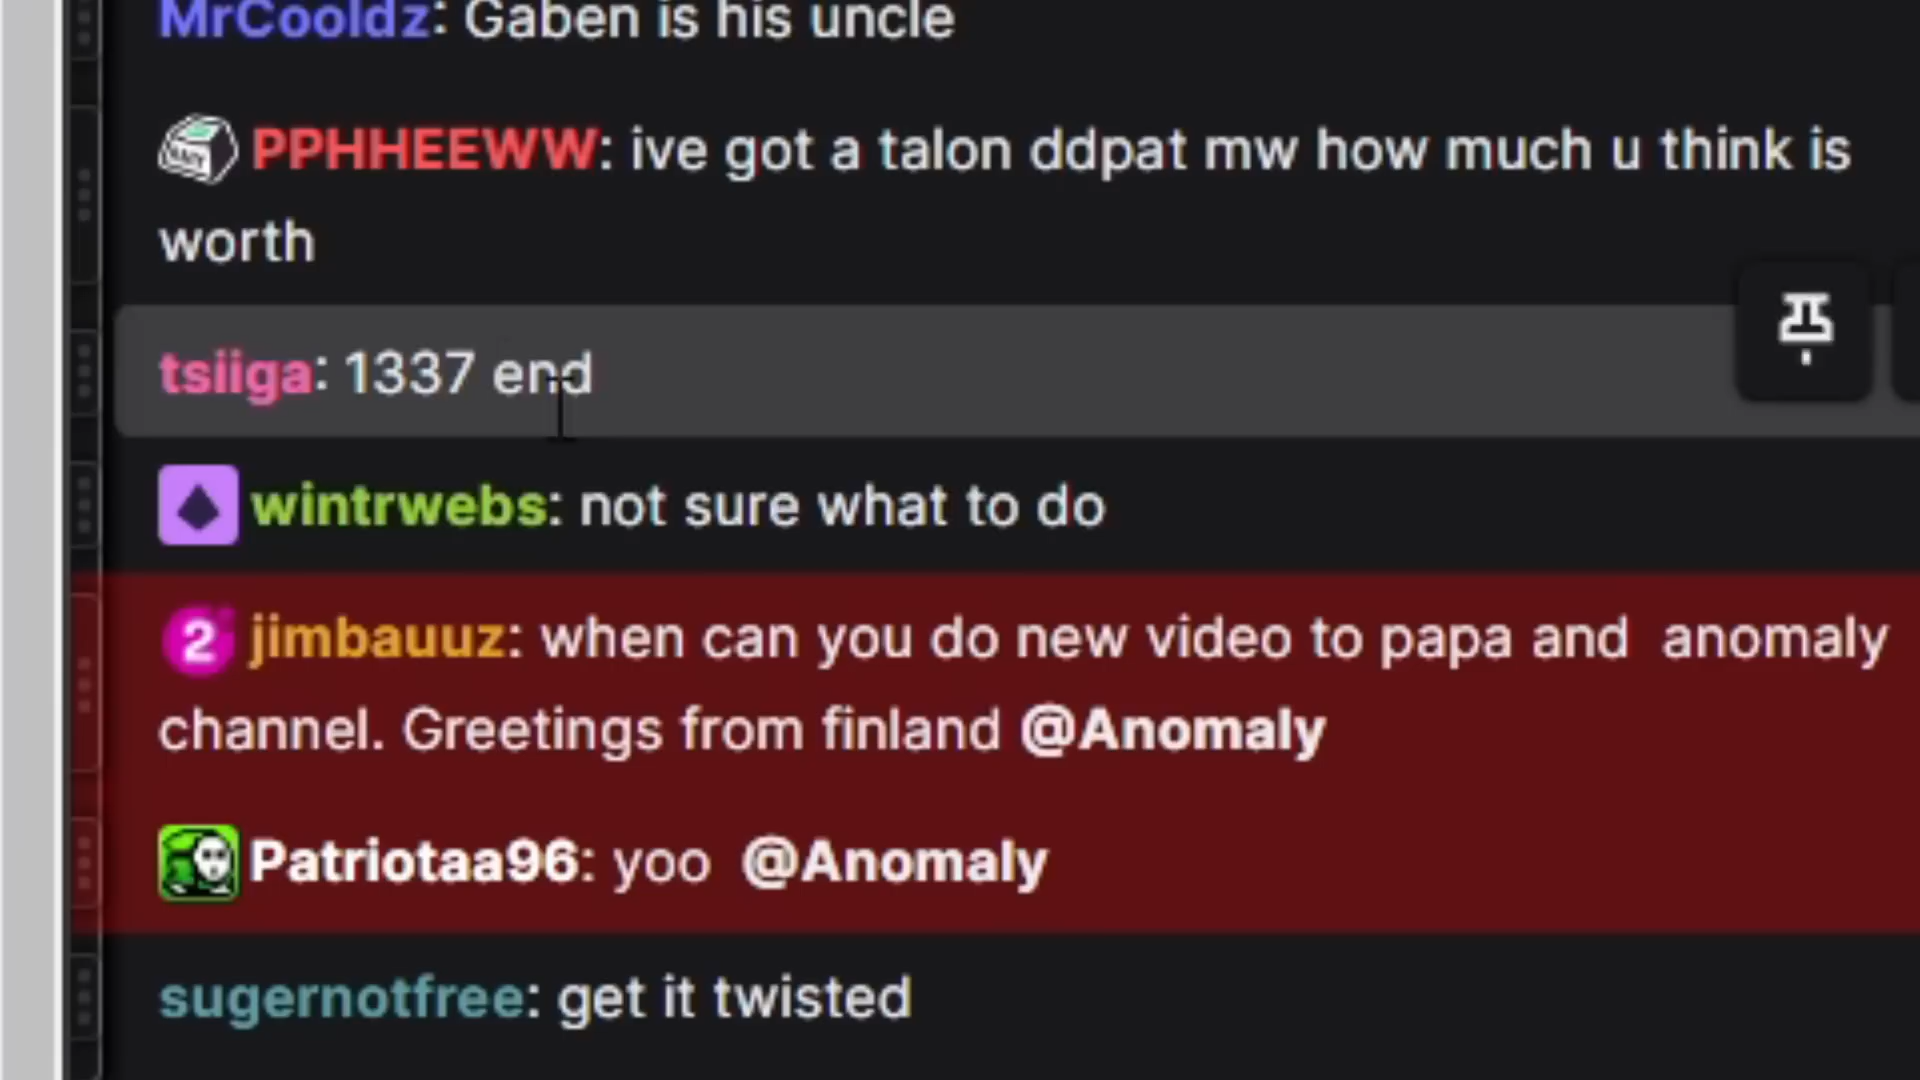 MrCooldz: Gaben is his uncle
PPHHEEWW: ive got a talon ddpat mw how much u think is
worth
tsiiga: 1337 end
wintrwebs: not sure what to do
2 jimbauuz: when can you do new video to papa and anomaly
channel. Greetings from finland @Anomaly
Patriotaa96: yoo @Anomaly
sugernotfree: get it twisted